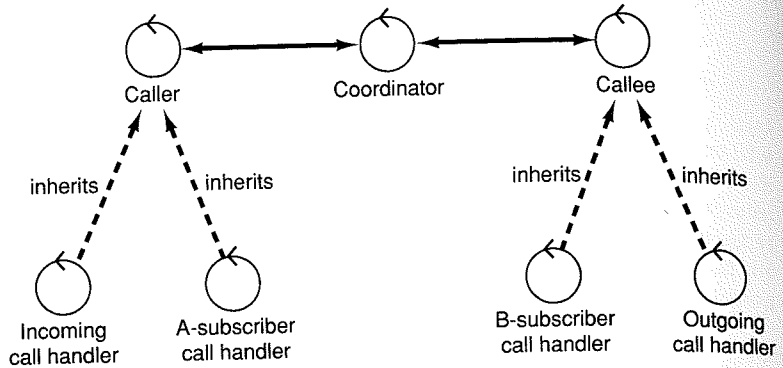 Caller
Coordinator
Callee
inherits
inherits
inherits
inherits
Incoming
call handler
A-subscriber
call handler
B-subscriber
call handler
Outgoing
call handler